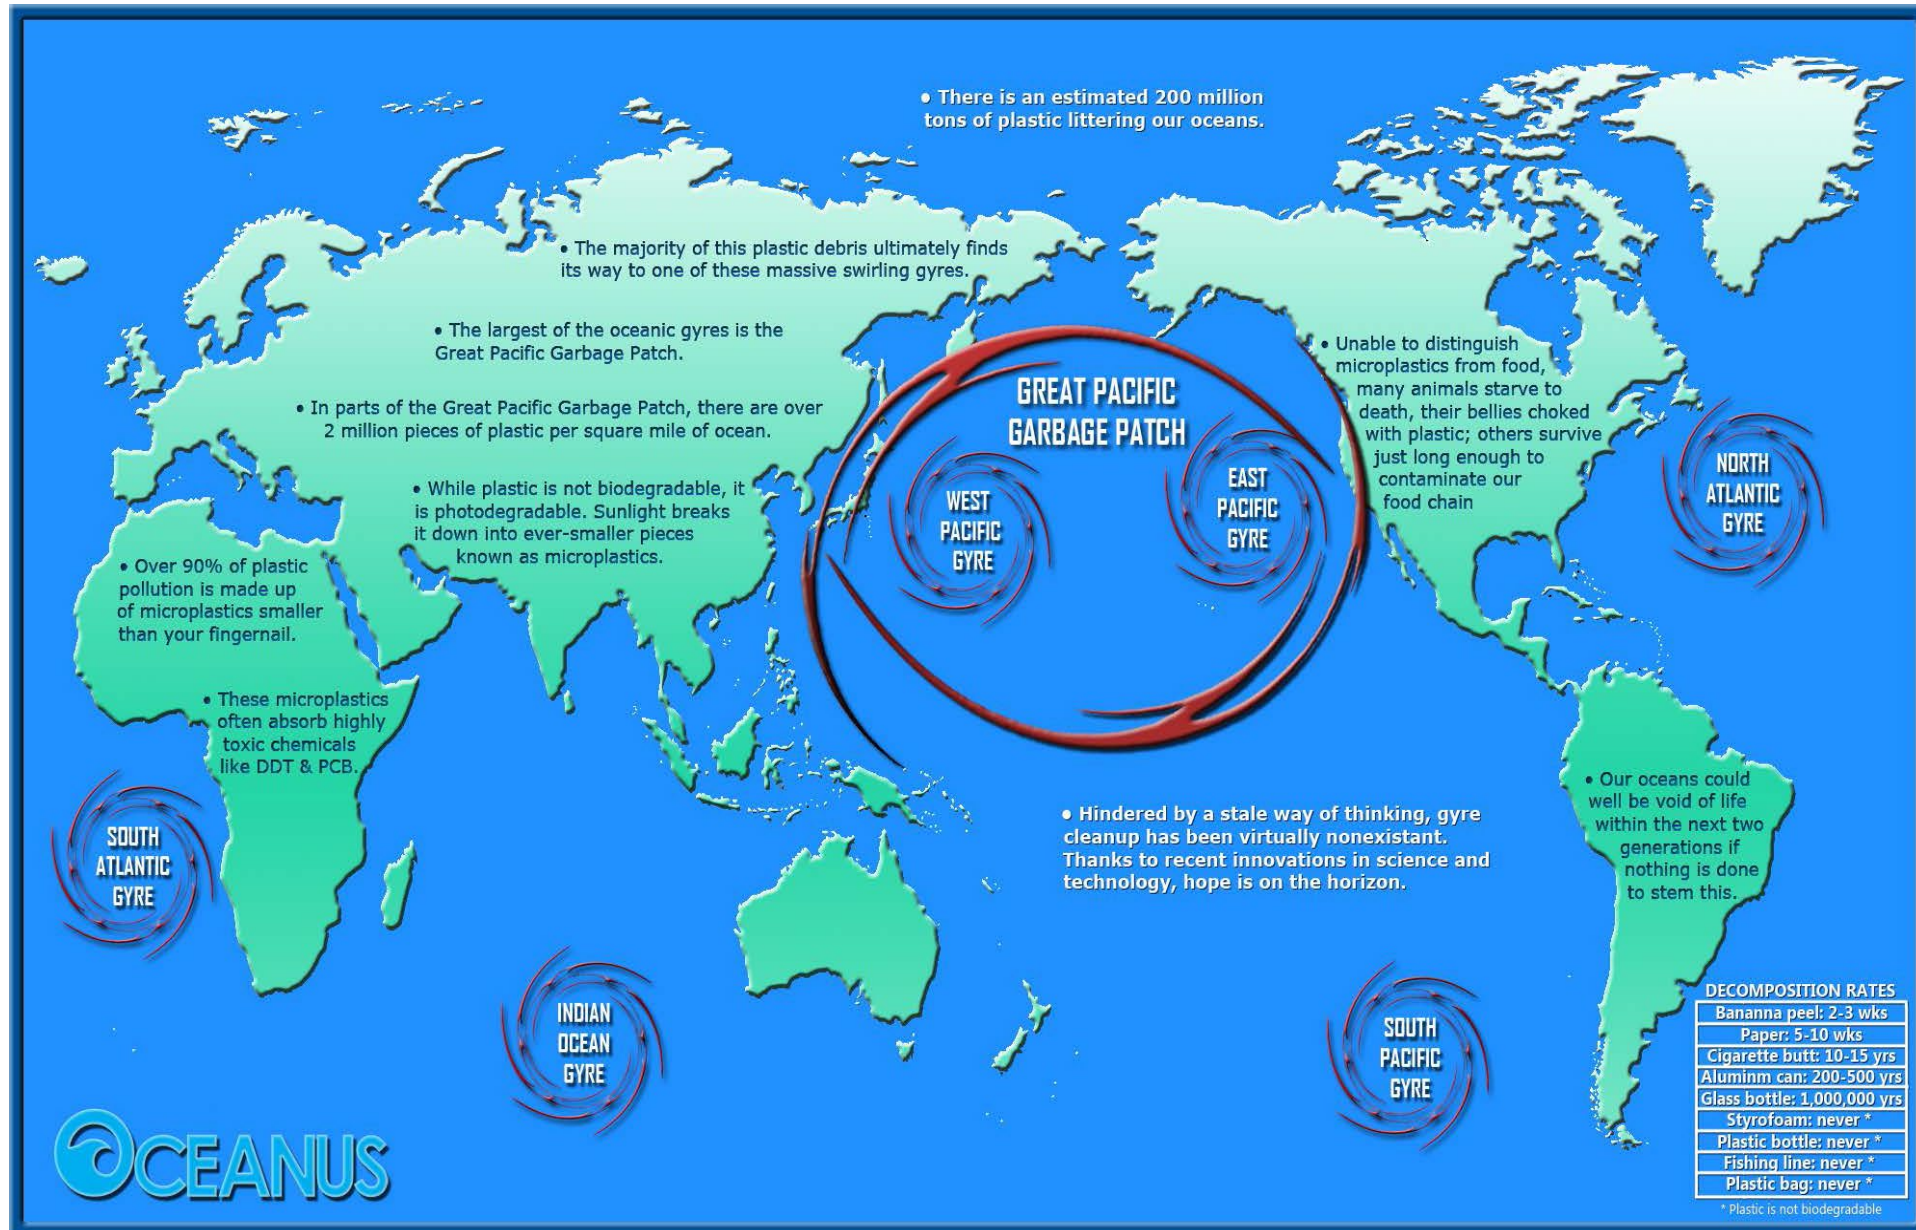 • There is an estimated 200 million
tons of plastic littering our oceans.
• The majority of this plastic debris ultimately finds
its way to one of these massive swirling gyres.
• The largest of the oceanic gyres is the
Great Pacific Garbage Patch.
• In parts of the Great Pacific Garbage Patch, there are over
2 million pieces of plastic per square mile of ocean.
• While plastic is not biodegradable, it
is photodegradable. Sunlight breaks
it down into ever-smaller pieces
known as microplastics.
• Over 90% of plastic
pollution is made up
of microplastics smaller
than your fingernail.
• These microplastics
often absorb highly
toxic chemicals
like DDT & PCB.
GREAT PACIFIC
GARBAGE PATCH
WEST
PACIFIC
GYRE
EAST
PACIFIC
GYRE
• Unable to distinguish
microplastics from food,
many animals starve to
death, their bellies choked
with plastic; others survive
just long enough to
contaminate our
food chain
NORTH
ATLANTIC
GYRE
SOUTH
ATLANTIC
GYRE
• Hindered by a stale way of thinking, gyre
cleanup has been virtually nonexistant.
Thanks to recent innovations in science and
technology, hope is on the horizon.
• Our oceans could
well be void of life
within the next two
generations if
nothing is done
to stem this.
INDIAN
OCEAN
GYRE
SOUTH
PACIFIC
GYRE
DECOMPOSITION RATES
Bananna peel: 2-3 wks
Paper: 5-10 wks
Cigarette butt: 10-15 yrs
Aluminm can: 200-500 yrs
Glass bottle: 1,000,000 yrs
Styrofoam: never *
Plastic bottle: never *
Fishing line: never *
Plastic bag: never *
* Plastic is not biodegradable
OCEANUS